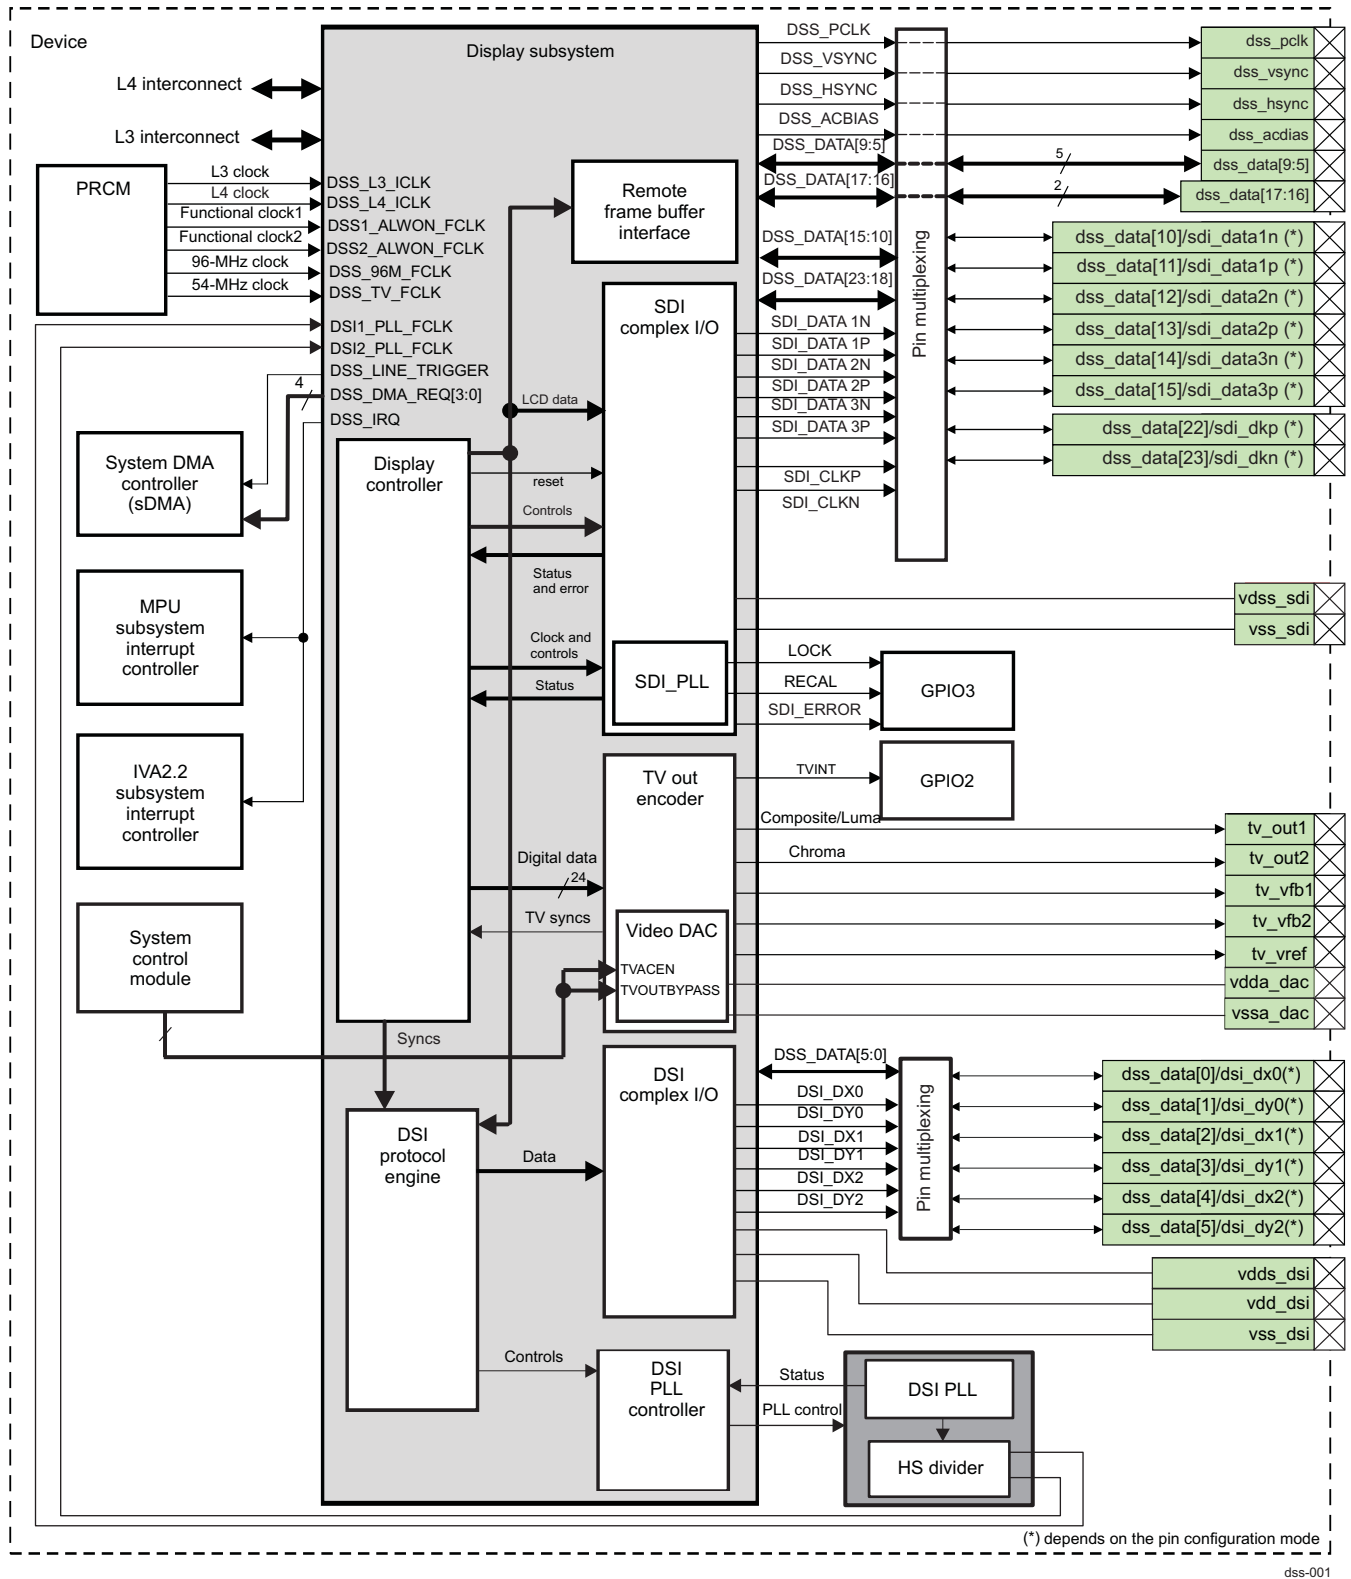 Device
Display subsystem
L4 interconnect
L3 interconnect
PRCM
L3 clock
L4 clock
Functional clock1
Functional clock2
96-MHz clock
54-MHz clock
DSS_L3_ICLK
DSS_L4_ICLK
DSS1_ALWON_FCLK
DSS2_ALWON_FCLK
DSS_96M_FCLK
DSS_TV_FCLK
DSI1_PLL_FCLK
DSI2_PLL_FCLK
DSS_LINE_TRIGGER
4
DSS_DMA_REQ[3:0]
DSS_IRQ
System DMA
controller
(sDMA)
MPU
subsystem
interrupt
controller
IVA2.2
subsystem
interrupt
controller
System
control
module
Display
controller
Remote
frame buffer
interface
SDI
complex I/O
LCD data
reset
Controls
Status
and error
Clock and
controls
Status
SDI_PLL
TV out
encoder
Digital data
24
TV syncs
Video DAC
TVACEN
TVOUTBYPASS
Syncs
DSI
protocol
engine
Data
DSI
complex I/O
Controls
DSI
PLL
controller
DSS_PCLK
DSS_VSYNC
DSS_HSYNC
DSS_ACBIAS
DSS_DATA[9:5]
DSS_DATA[17:16]
DSS_DATA[15:10]
DSS_DATA[23:18]
SDI_DATA 1N
SDI_DATA 1P
SDI_DATA 2N
SDI_DATA 2P
SDI_DATA 3N
SDI_DATA 3P
SDI_CLKP
SDI_CLKN
Pin multiplexing
5
2
dss_pclk
dss_vsync
dss_hsync
dss_acdias
dss_data[9:5]
dss_data[17:16]
dss_data[10]/sdi_data1n (*)
dss_data[11]/sdi_data1p (*)
dss_data[12]/sdi_data2n (*)
dss_data[13]/sdi_data2p (*)
dss_data[14]/sdi_data3n (*)
dss_data[15]/sdi_data3p (*)
dss_data[22]/sdi_dkp (*)
dss_data[23]/sdi_dkn (*)
vdss_sdi
vss_sdi
LOCK
RECAL
SDI_ERROR
GPIO3
TVINT
GPIO2
Composite/Luma
Chroma
tv_out1
tv_out2
tv_vfb1
tv_vfb2
tv_vref
vdda_dac
vssa_dac
DSS_DATA[5:0]
DSI_DX0
DSI_DY0
DSI_DX1
DSI_DY1
DSI_DX2
DSI_DY2
Pin multiplexing
dss_data[0]/dsi_dx0(*)
dss_data[1]/dsi_dy0(*)
dss_data[2]/dsi_dx1(*)
dss_data[3]/dsi_dy1(*)
dss_data[4]/dsi_dx2(*)
dss_data[5]/dsi_dy2(*)
vdds_dsi
vdd_dsi
vss_dsi
Status
PLL control
DSI PLL
HS divider
(*) depends on the pin configuration mode
dss-001